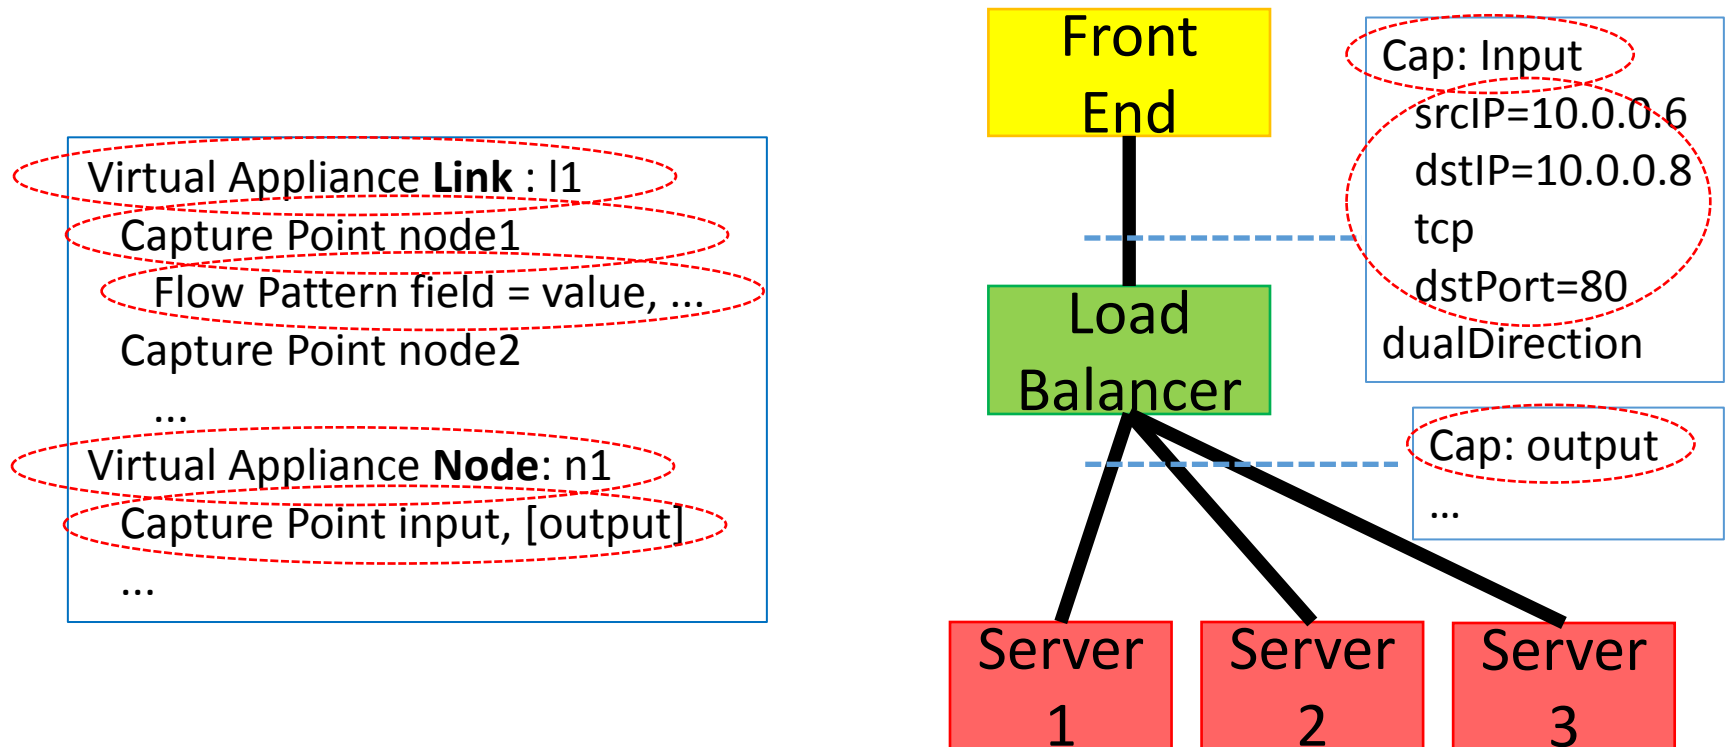 Virtual Appliance Link : l1
Capture Point node1
Flow Pattern field = value, ...
Capture Point node2
...
Virtual Appliance Node: n1
Capture Point input, [output]
...
Front
End
Load
Balancer
Server
1
Server
2
Server
3
Cap: Input
srcIP=10.0.0.6
dstIP=10.0.0.8
tcp
dstPort=80
dualDirection
Cap: output
...